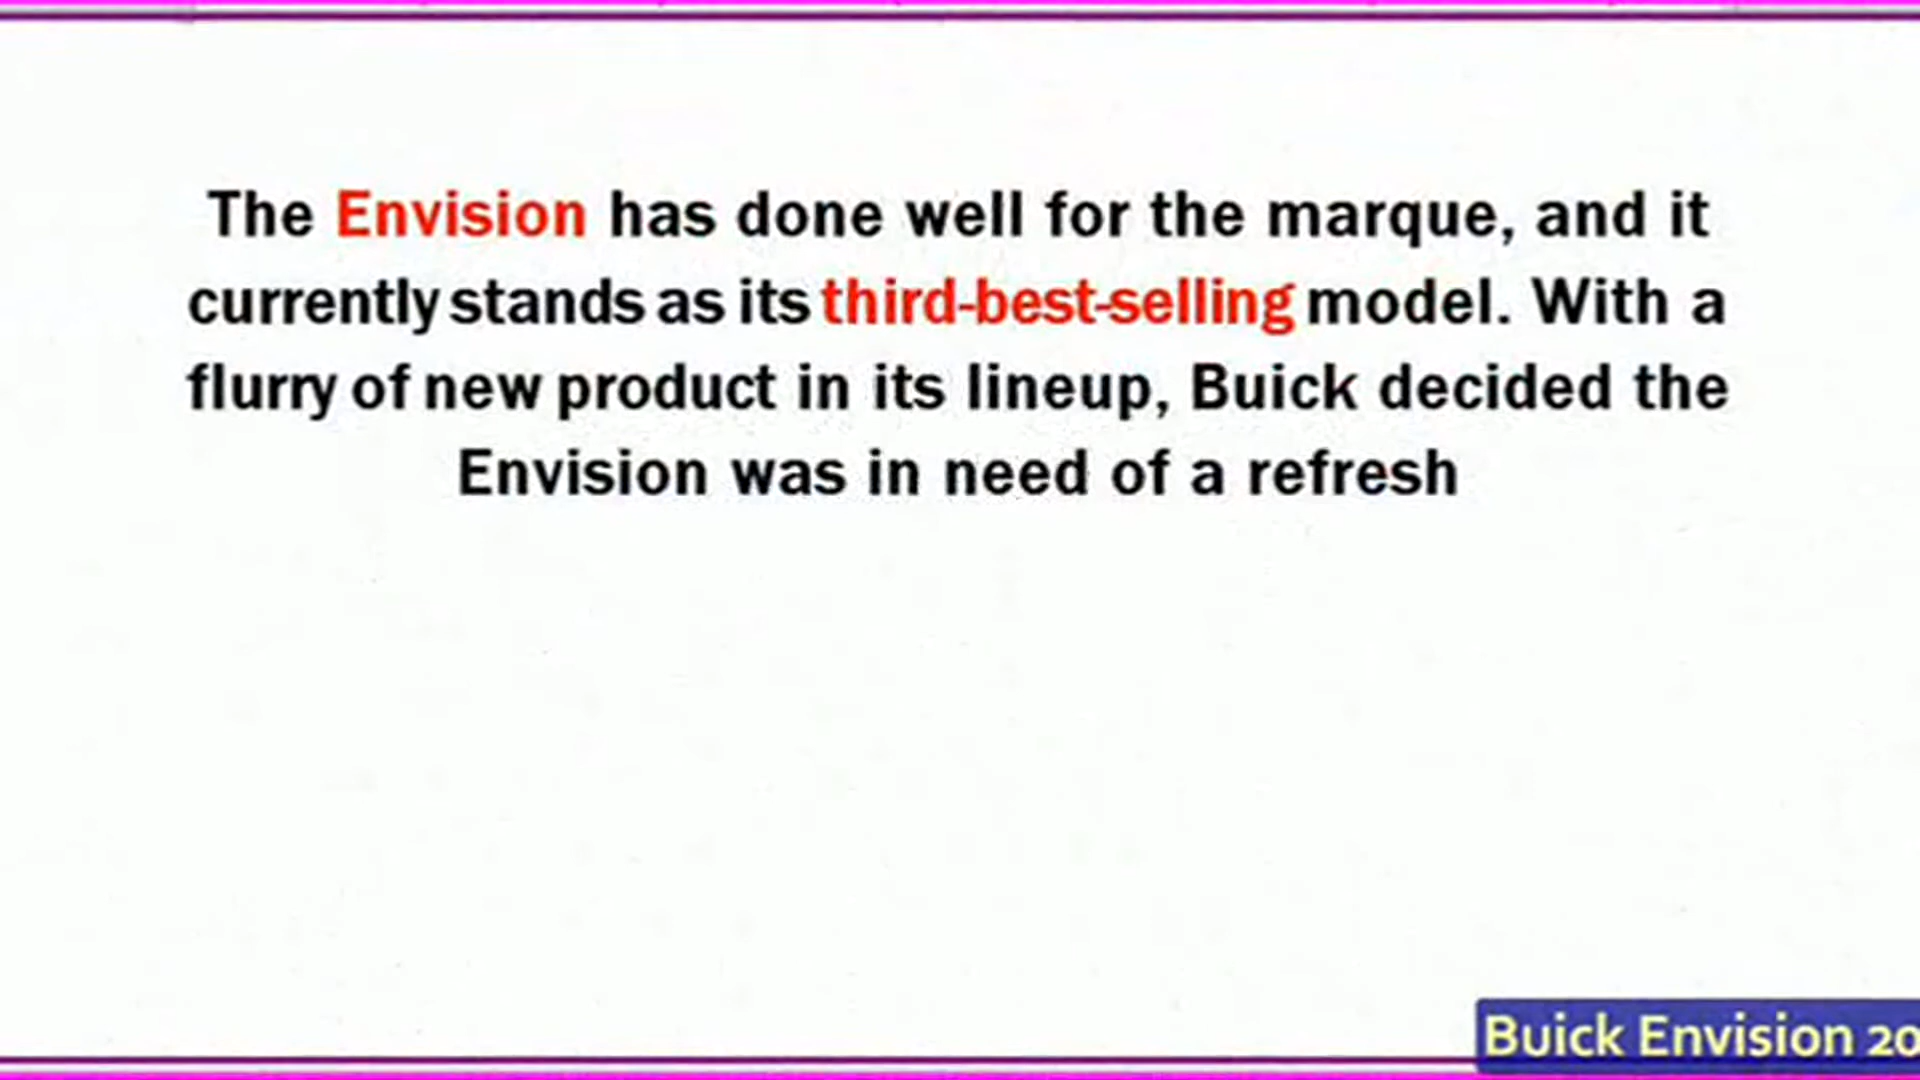 The Envision has done well for the marque, and it
currently stands as its third-best-selling model. With a
flurry of new product in its lineup, Buick decided the
Envision was in need of a refresh
Buick Envision 20